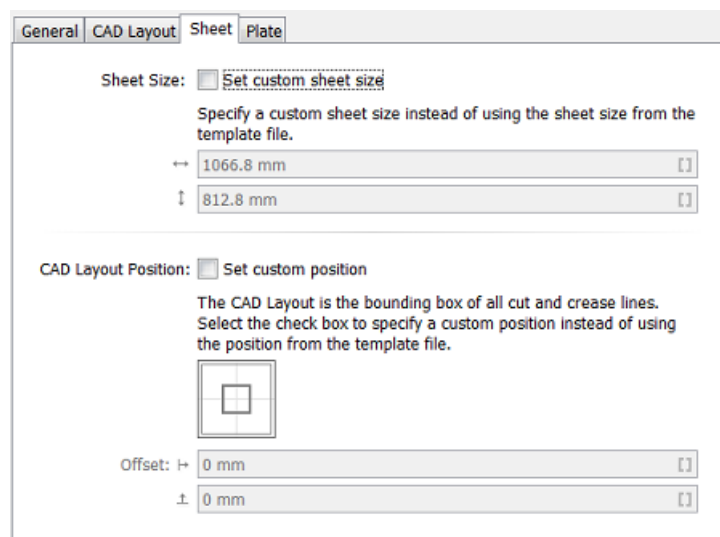 General CAD Layout Sheet Plate
Sheet Size: Set custom sheet size
Specify a custom sheet size instead of using the sheet size from the
template file.
1066.8 mm []
812.8 mm []
CAD Layout Position: Set custom position
The CAD Layout is the bounding box of all cut and crease lines.
Select the check box to specify a custom position instead of using
the position from the template file.
Offset: 0 mm []
0 mm []